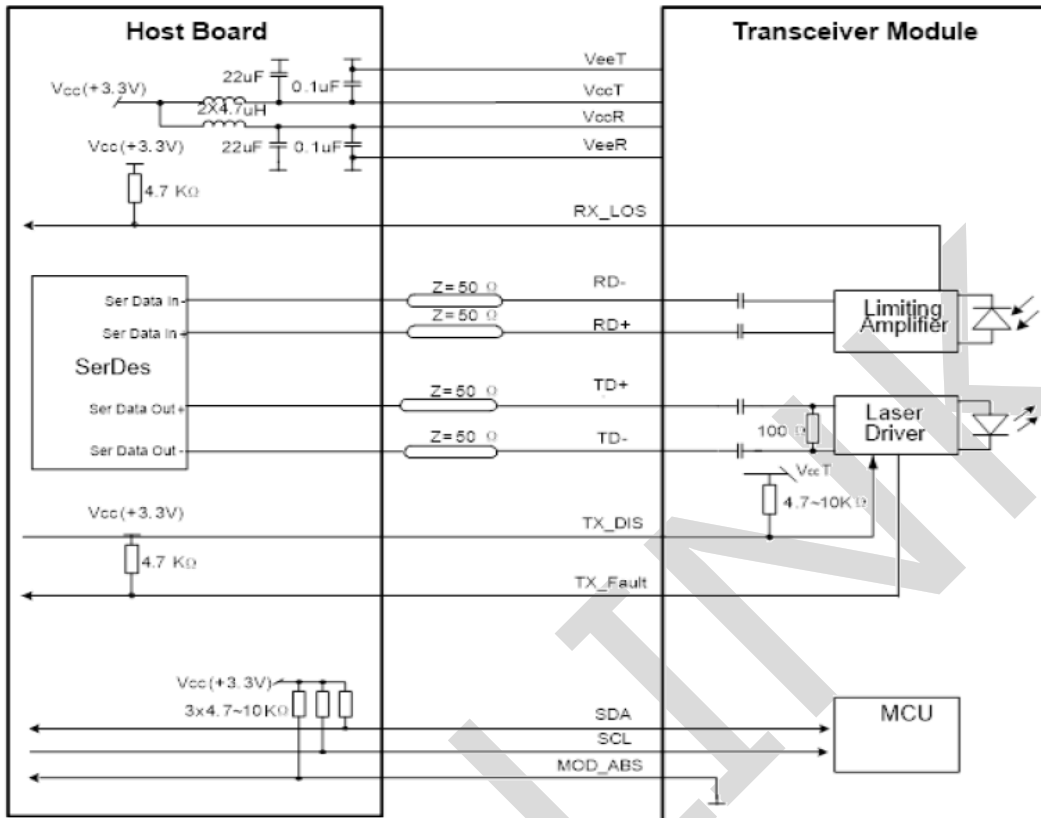 Host Board
Transceiver Module
VeeT
22uF
0.1uF
Vcc(+3.3V)
VccT
2X4.7uH
VccR
Vcc(+3.3V)
22uF
0.1uF
VeeR
4.7 KΩ
RX_LOS
Z=50 Ω
RD-
Ser Data In -
Limiting
Amplifier
Z=50 Ω
RD+
Ser Data In +
SerDes
Z=50 Ω
TD+
Ser Data Out +
Laser
Driver
100 Ω
Z=50 Ω
TD-
Ser Data Out -
VccT
4.7~10KΩ
Vcc(+3.3V)
TX_DIS
4.7 KΩ
TX_Fault
Vcc(+3.3V)
3x4.7~10KΩ
SDA
MCU
SCL
MOD_ABS
LINK